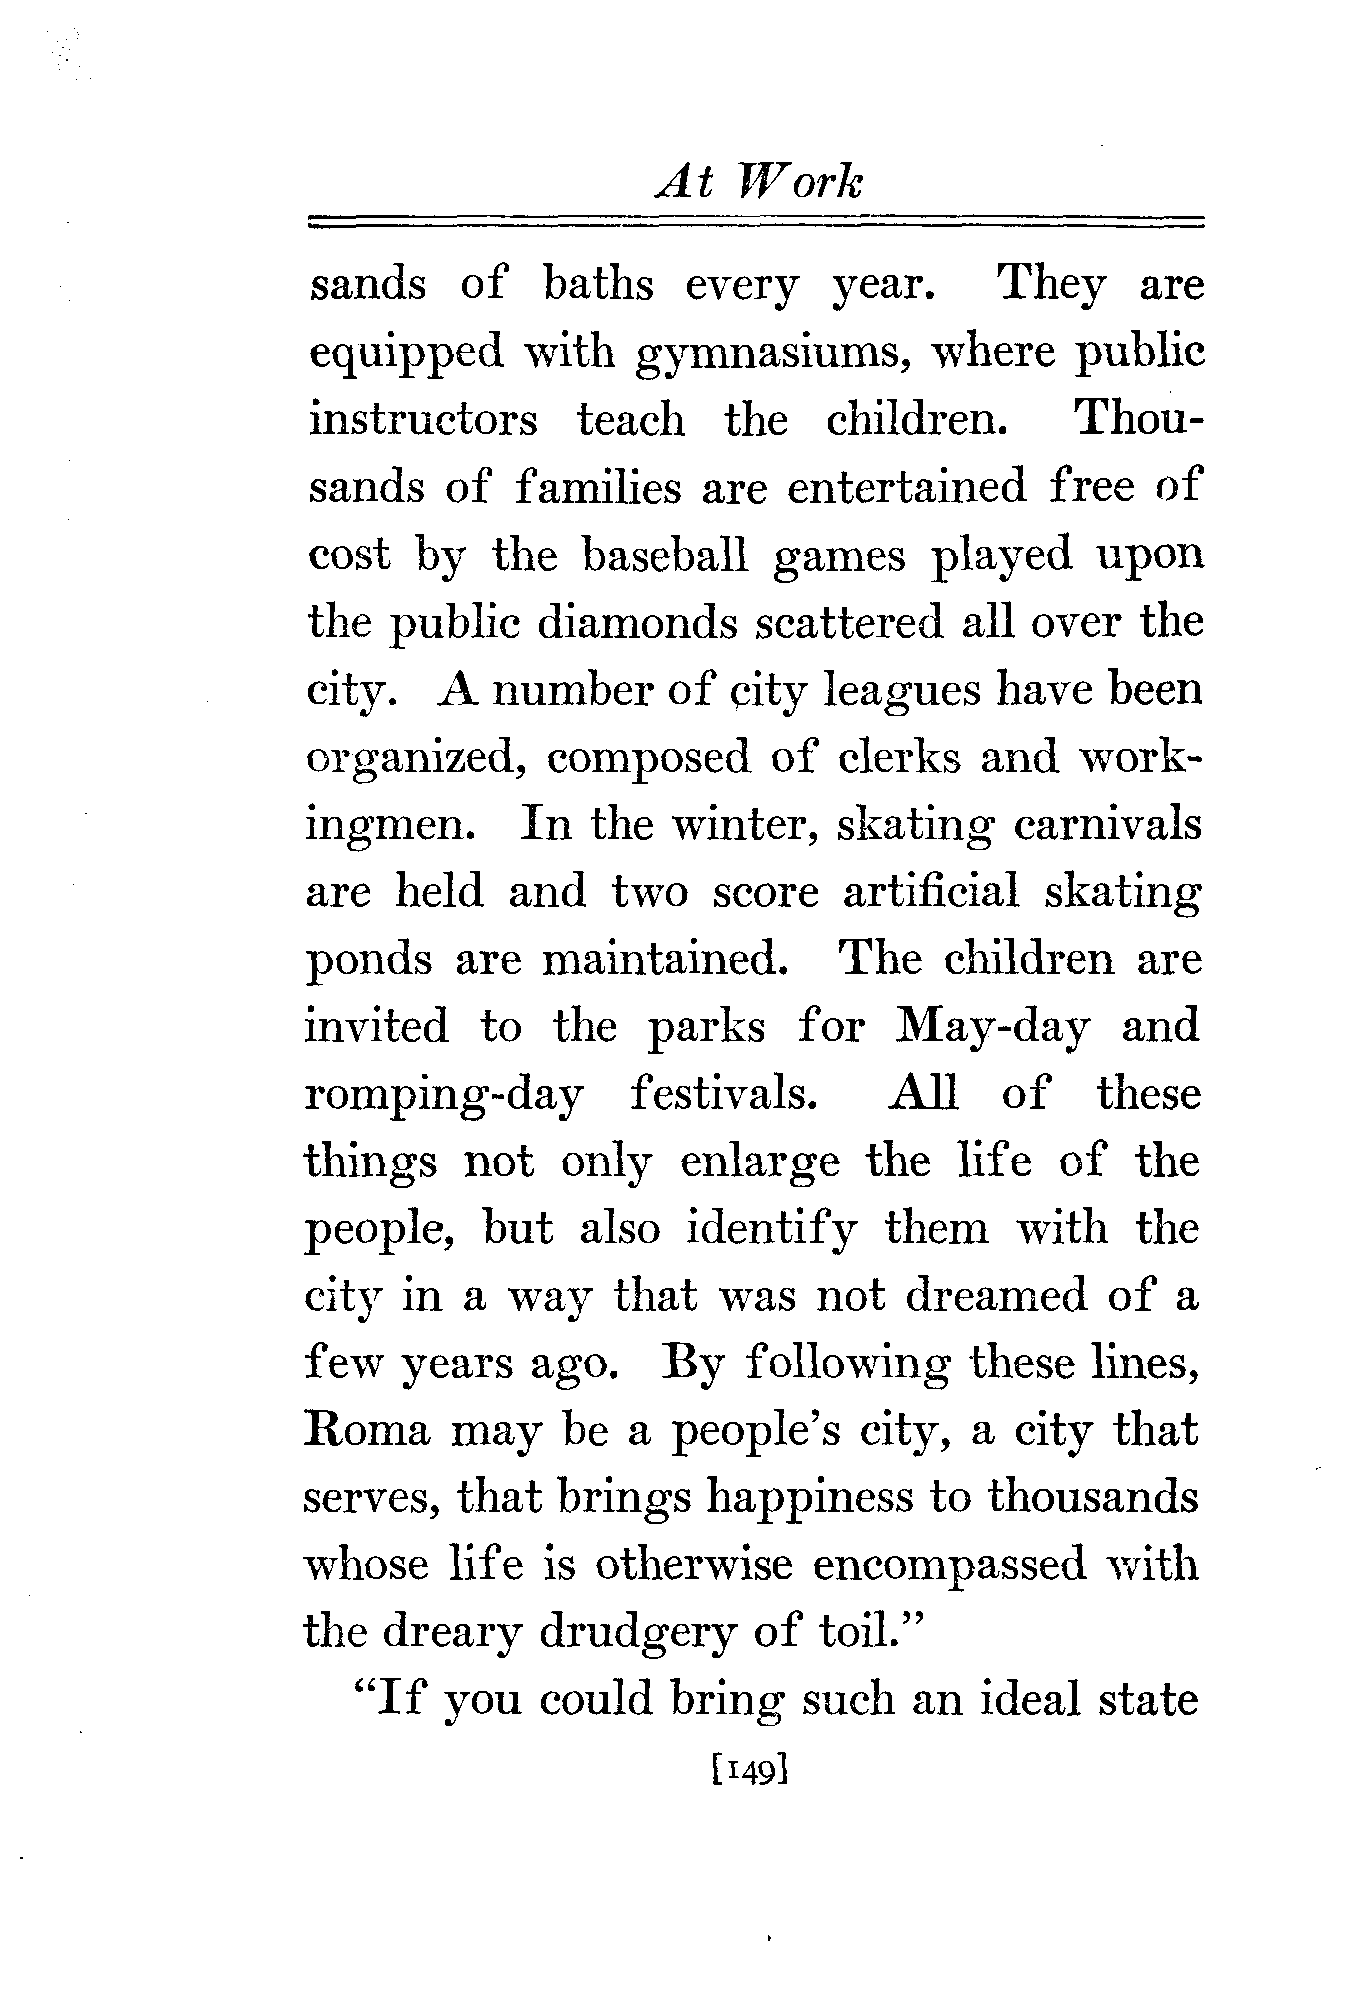 At Work
sands of baths every year. They are
equipped with gymnasiums, where public
instructors teach the children. Thou-
sands of families are entertained free of
cost by the baseball games played upon
the public diamonds scattered all over the
city. A number of city leagues have been
organized, composed of clerks and work-
ingmen. In the winter, skating carnivals
are held and two score artificial skating
ponds are maintained. The children are
invited to the parks for May-day and
romping-day festivals. All of these
things not only enlarge the life of the
people, but also identify them with the
city in a way that was not dreamed of a
few years ago. By following these lines,
Roma may be a people's city, a city that
serves, that brings happiness to thousands
whose life is otherwise encompassed with
the dreary drudgery of toil."
"If you could bring such an ideal state
[149]